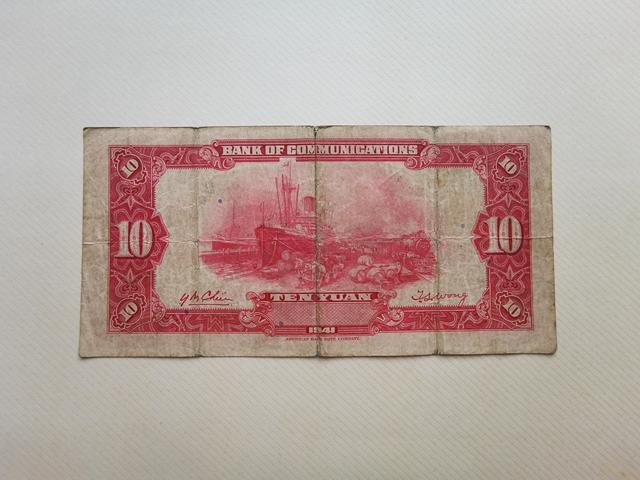 BANK OF COMMUNICATIONS
10 10
10 10
TEN YUAN
10 10
1941
AMERICAN BANK NOTE COMPANY.